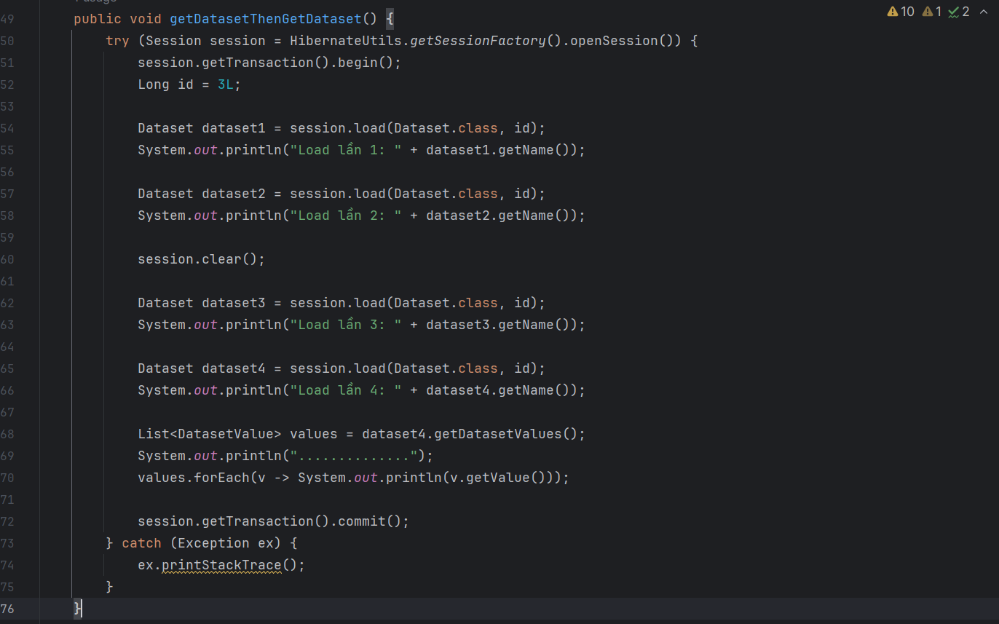 49 public void getDatasetThenGetDataset() {
10 1 2
50 try (Session session = HibernateUtils.getSessionFactory().openSession()) {
51 session.getTransaction().begin();
52 Long id = 3L;
53
54 Dataset dataset1 = session.load(Dataset.class, id);
55 System.out.println("Load lần 1: " + dataset1.getName());
56
57 Dataset dataset2 = session.load(Dataset.class, id);
58 System.out.println("Load lần 2: " + dataset2.getName());
59
60 session.clear();
61
62 Dataset dataset3 = session.load(Dataset.class, id);
63 System.out.println("Load lần 3: " + dataset3.getName());
64
65 Dataset dataset4 = session.load(Dataset.class, id);
66 System.out.println("Load lần 4: " + dataset4.getName());
67
68 List<DatasetValue> values = dataset4.getDatasetValues();
69 System.out.println("..............");
70 values.forEach(v -> System.out.println(v.getValue()));
71
72 session.getTransaction().commit();
73 } catch (Exception ex) {
74 ex.printStackTrace();
75 }
76 }